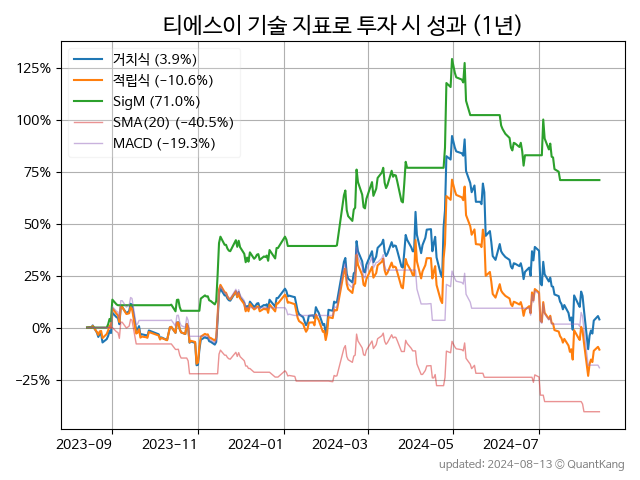 티에스이 기술 지표로 투자 시 성과 (1년)
거치식 (3.9%)
적립식 (−10.6%)
SigM (71.0%)
SMA(20) (−40.5%)
MACD (−19.3%)
125%
100%
75%
50%
25%
0%
−25%
2023-09 2023-11 2024-01 2024-03 2024-05 2024-07
updated: 2024-08-13 © QuantKang